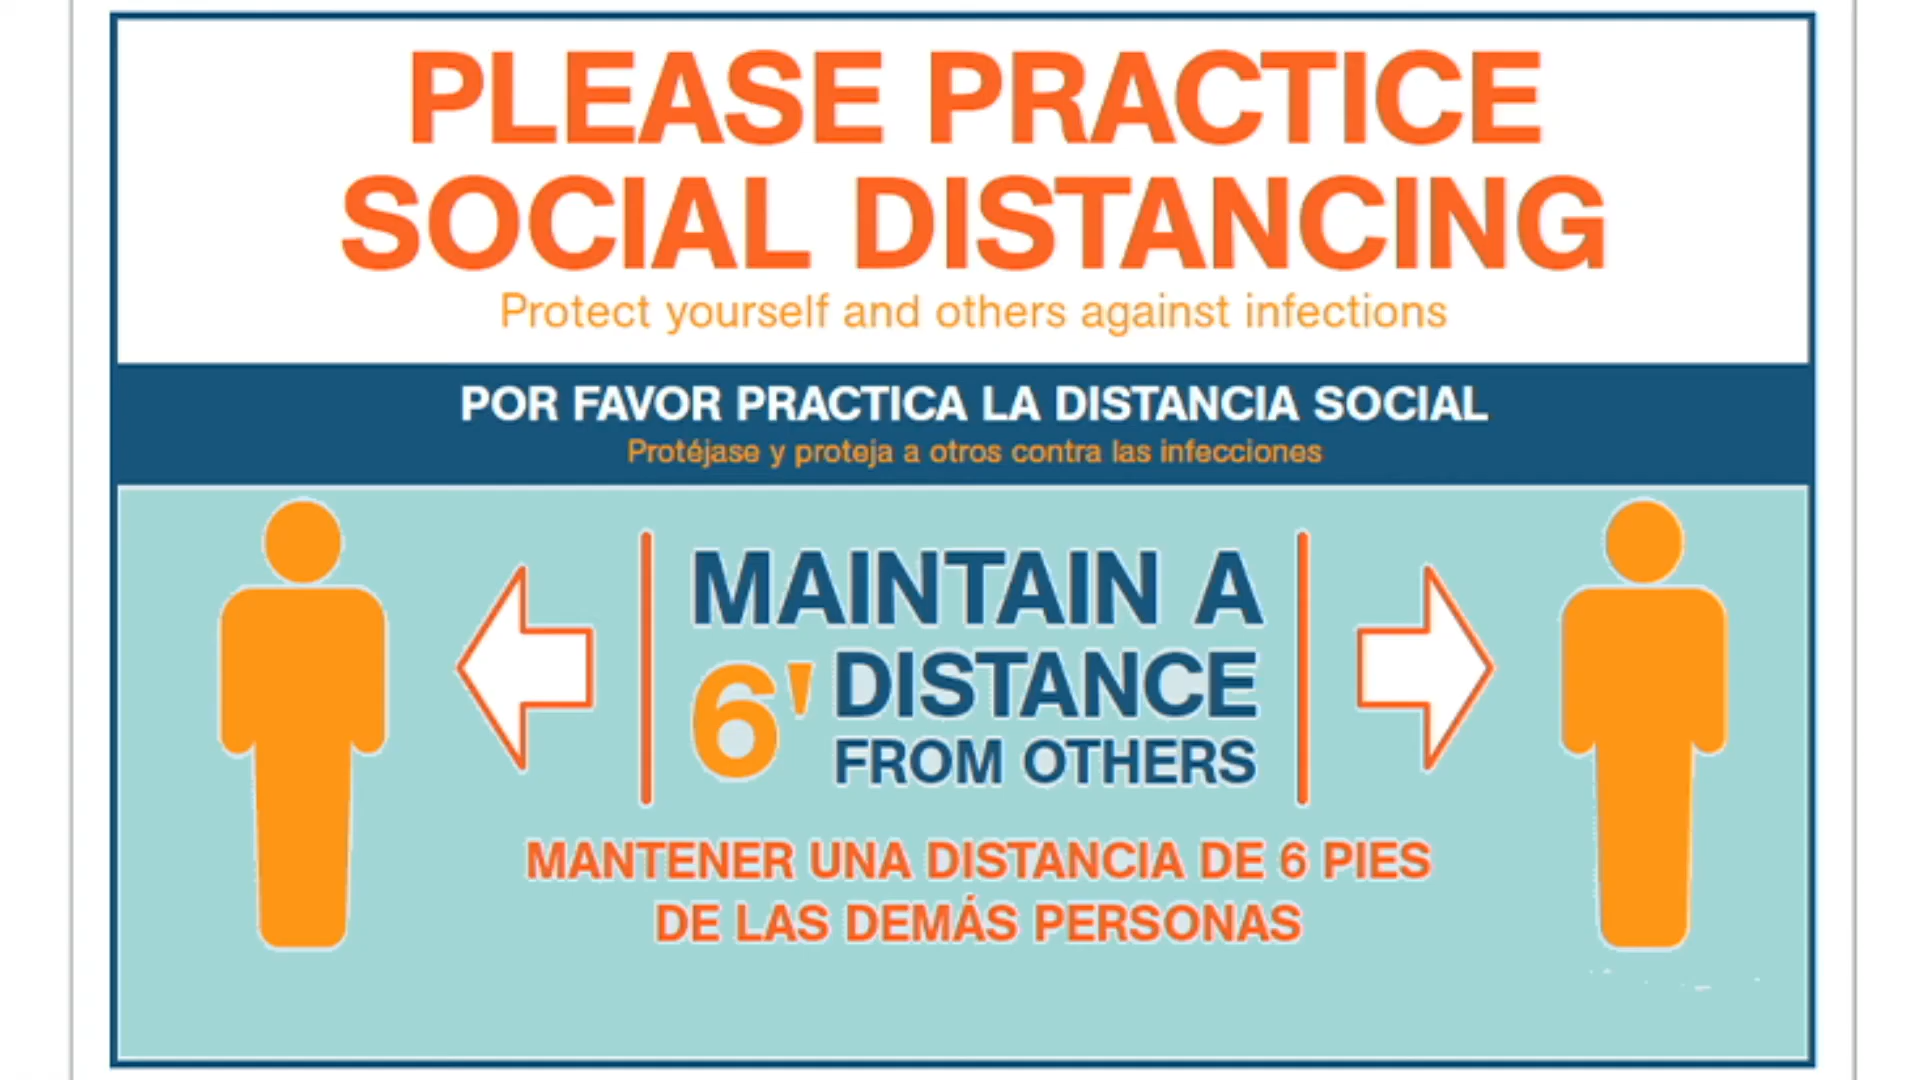 PLEASE PRACTICE
SOCIAL DISTANCING
Protect yourself and others against infections
POR FAVOR PRACTICA LA DISTANCIA SOCIAL
Protéjase y proteja a otros contra las infecciones
MAINTAIN A
6' DISTANCE
FROM OTHERS
MANTENER UNA DISTANCIA DE 6 PIES
DE LAS DEMÁS PERSONAS